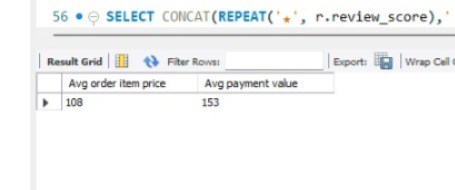 56 SELECT CONCAT(REPEAT('★', r.review_score),'
Result Grid Filter Rows: Export: Wrap Cell
Avg order item price Avg payment value
108 153